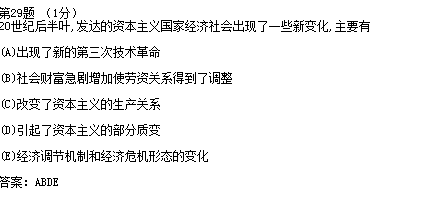 第29题 （1分）
20世纪后半叶,发达的资本主义国家经济社会出现了一些新变化,主要有
(A)出现了新的第三次技术革命
(B)社会财富急剧增加使劳资关系得到了调整
(C)改变了资本主义的生产关系
(D)引起了资本主义的部分质变
(E)经济调节机制和经济危机形态的变化
答案：ABDE